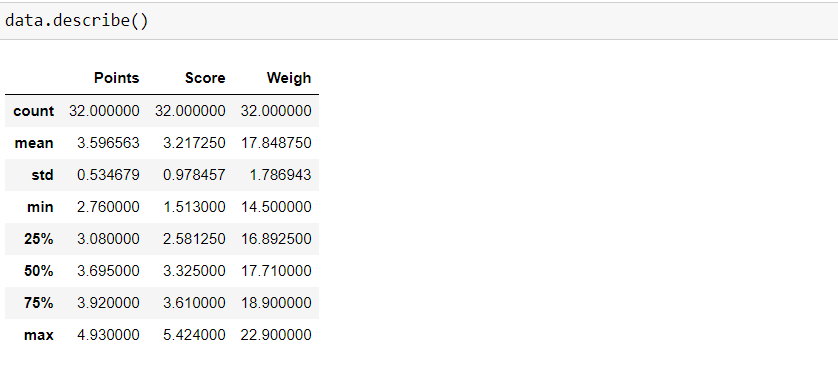 data.describe()
Points Score Weigh
count 32.000000 32.000000 32.000000
mean 3.596563 3.217250 17.848750
std 0.534679 0.978457 1.786943
min 2.760000 1.513000 14.500000
25% 3.080000 2.581250 16.892500
50% 3.695000 3.325000 17.710000
75% 3.920000 3.610000 18.900000
max 4.930000 5.424000 22.900000